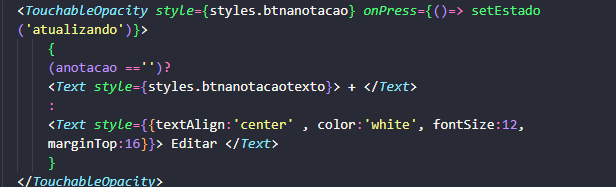 <TouchableOpacity style={styles.btnanotacao} onPress={()=> setEstado
('atualizando')}>
{
(anotacao =='')?
<Text style={styles.btnanotacaotexto}> + </Text>
:
<Text style={{textAlign:'center' , color:'white', fontSize:12,
marginTop:16}}> Editar </Text>
}
</TouchableOpacity>